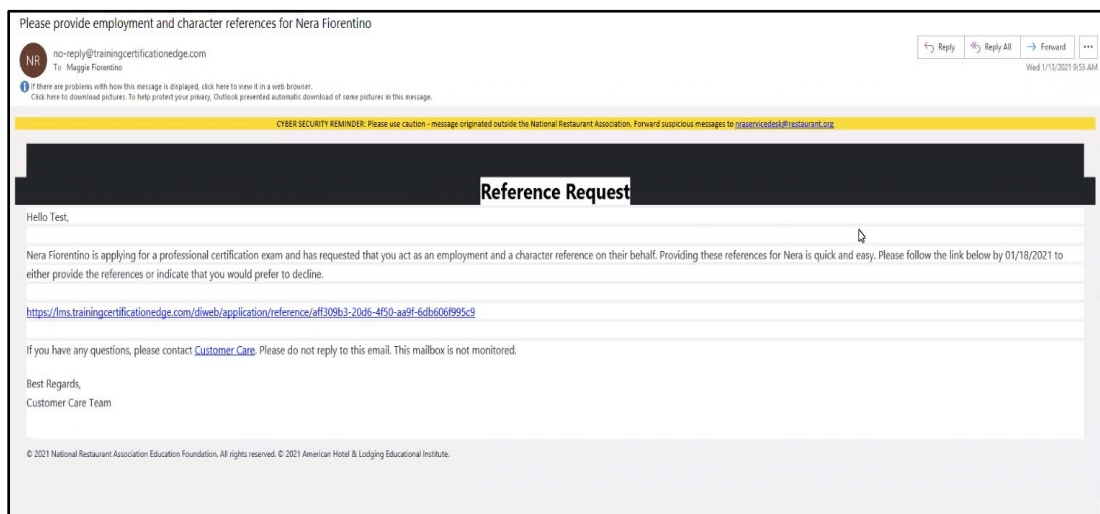 Please provide employment and character references for Nera Fiorentino
NR
no-reply@trainingcertificationedge.com
To Maggie Fiorentino
Reply
Reply All
Forward
Wed 1/13/2021 9:53 AM
If there are problems with how this message is displayed, click here to view it in a web browser.
Click here to download pictures. To help protect your privacy, Outlook prevented automatic download of some pictures in this message.
CYBER SECURITY REMINDER: Please use caution - message originated outside the National Restaurant Association. Forward suspicious messages to nraservicedesk@restaurant.org
Reference Request
Hello Test,
Nera Fiorentino is applying for a professional certification exam and has requested that you act as an employment and a character reference on their behalf. Providing these references for Nera is quick and easy. Please follow the link below by 01/18/2021 to
either provide the references or indicate that you would prefer to decline.
https://lms.trainingcertificationedge.com/diweb/application/reference/aff309b3-20d6-4f50-aa9f-6db606f995c9
If you have any questions, please contact Customer Care. Please do not reply to this email. This mailbox is not monitored.
Best Regards,
Customer Care Team
© 2021 National Restaurant Association Education Foundation. All rights reserved. © 2021 American Hotel & Lodging Educational Institute.